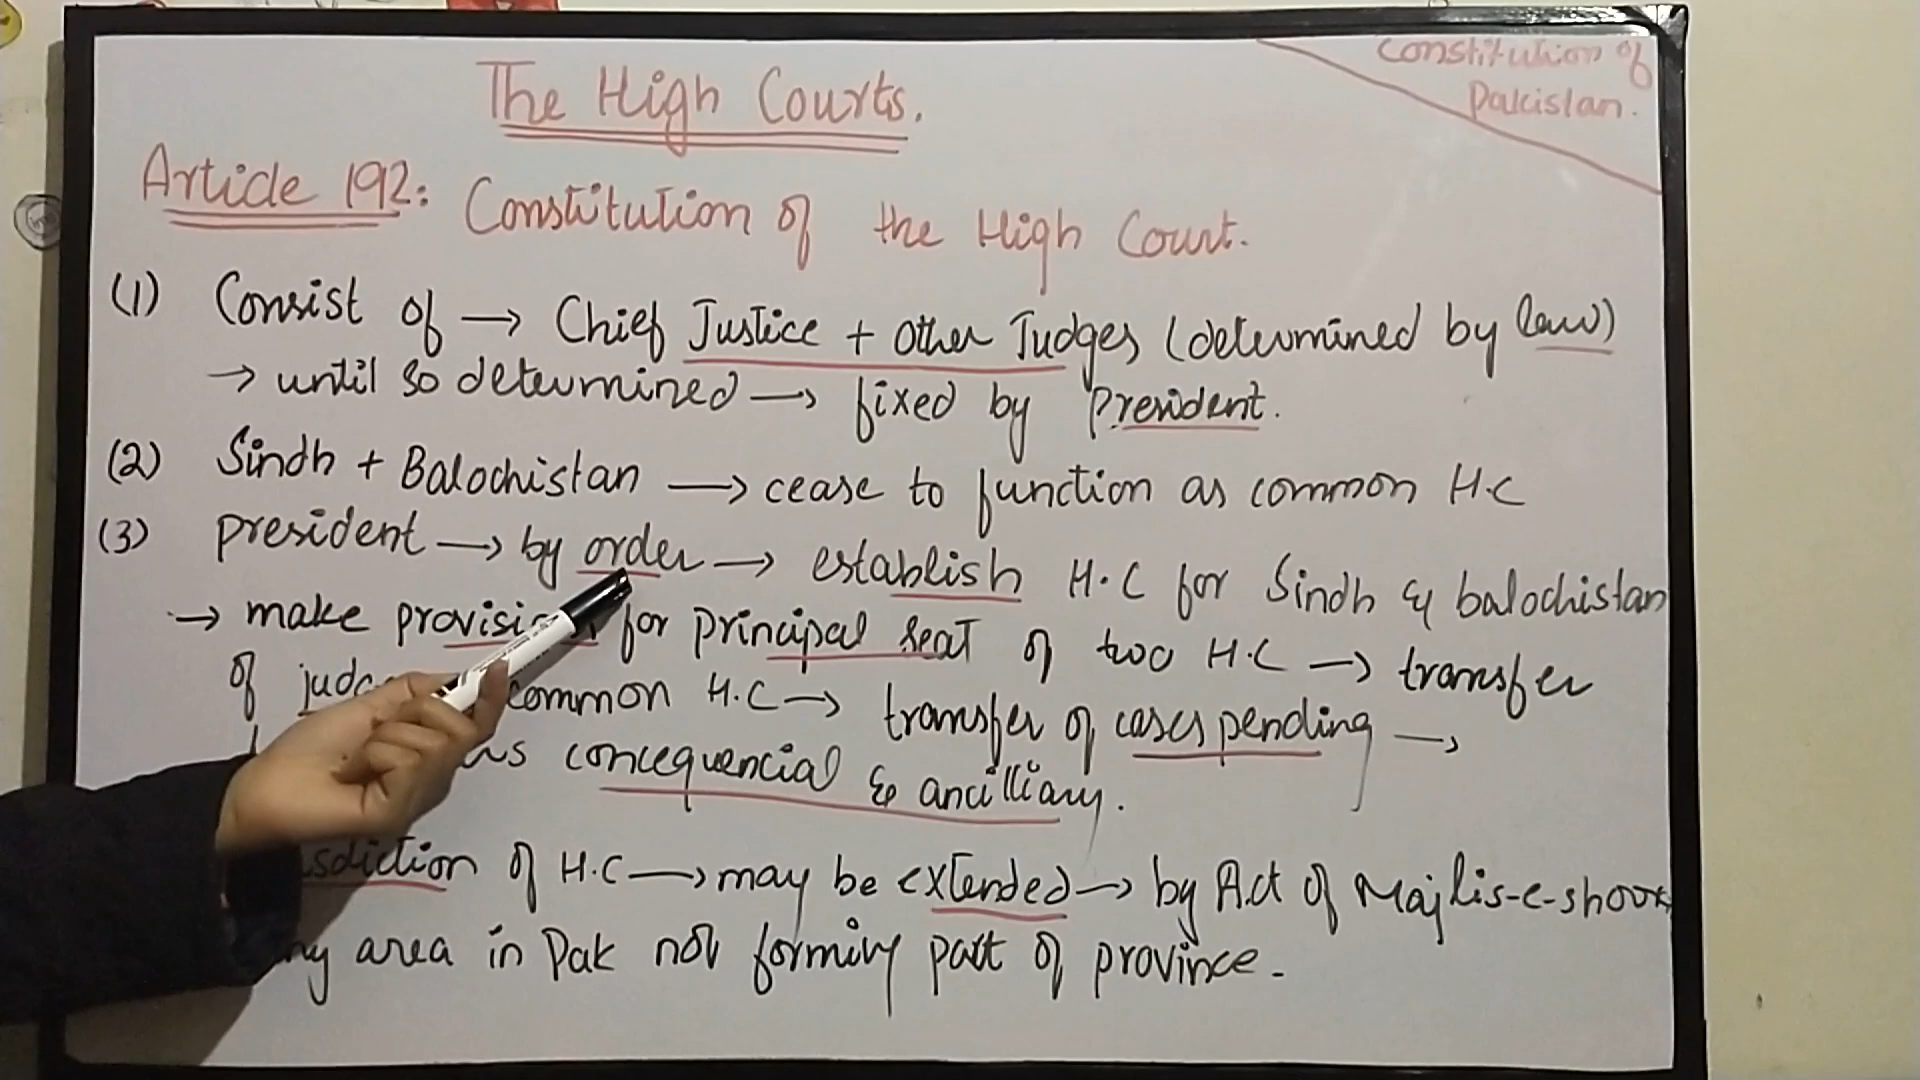 Constitution of
Pakistan.
The High Courts.
Article 192: Constitution of the High Court.
(1) Consist of → Chief Justice + Other Judges (determined by law)
→ until so determined → fixed by President.
(2) Sindh + Balochistan → cease to function as common H.C
(3) president → by order → establish H.C for Sindh & balochistan
→ make provision for principal seat of two H.C → transfer
of common H.C → transfer of cases pending →
concequencial & ancilliary.
of H.C → may be extended → by Act of Majlis-e-shoora
area in Pak not forming part of province.